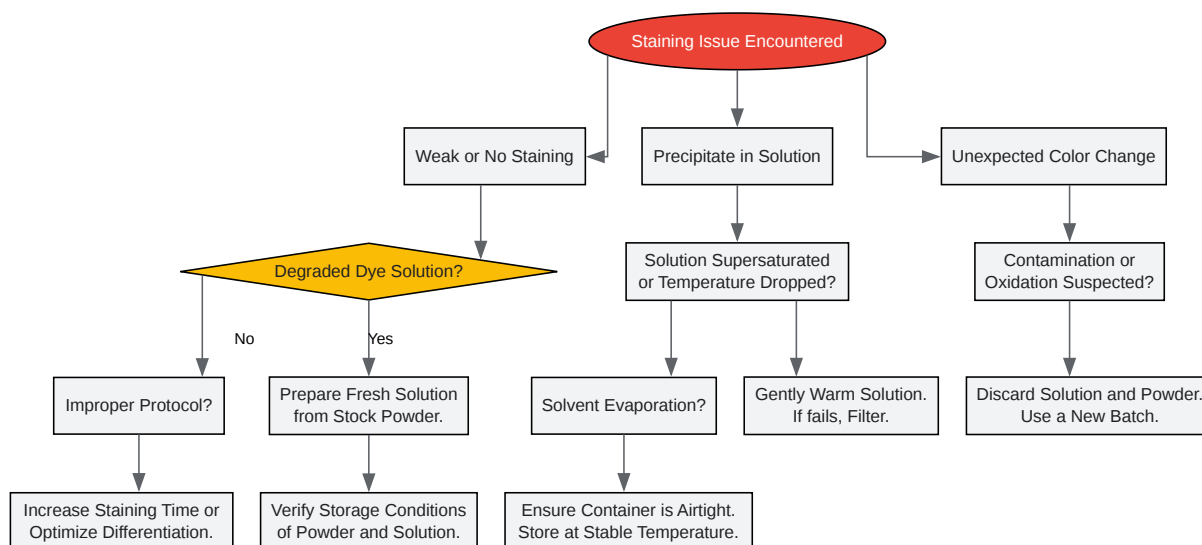 Staining Issue Encountered
Weak or No Staining
Precipitate in Solution
Unexpected Color Change
Degraded Dye Solution?
Solution Supersaturated
or Temperature Dropped?
Contamination or
Oxidation Suspected?
No
Yes
Improper Protocol?
Prepare Fresh Solution
from Stock Powder.
Solvent Evaporation?
Gently Warm Solution.
If fails, Filter.
Discard Solution and Powder.
Use a New Batch.
Increase Staining Time or
Optimize Differentiation.
Verify Storage Conditions
of Powder and Solution.
Ensure Container is Airtight.
Store at Stable Temperature.